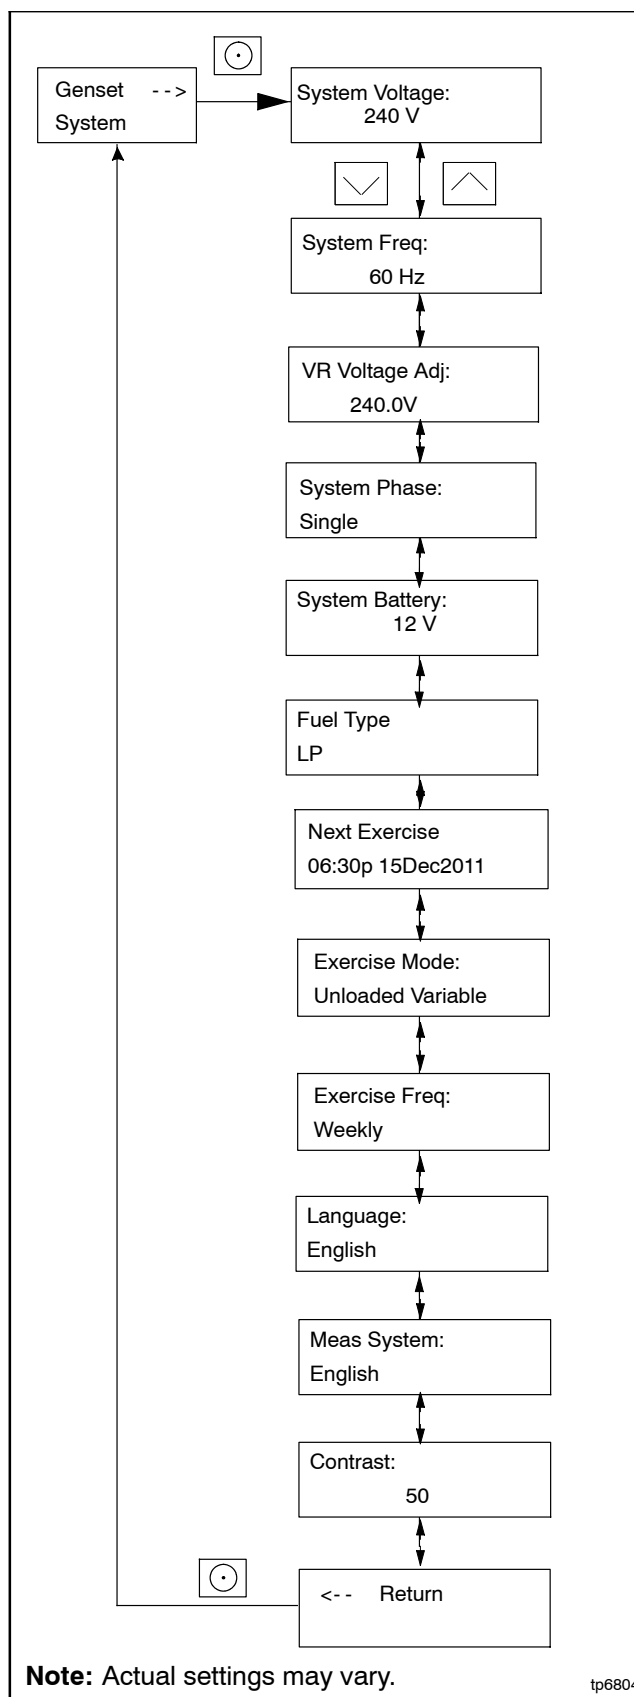 Genset -->
System
System Voltage:
240 V
System Freq:
60 Hz
VR Voltage Adj:
240.0V
System Phase:
Single
System Battery:
12 V
Fuel Type
LP
Next Exercise
06:30p 15Dec2011
Exercise Mode:
Unloaded Variable
Exercise Freq:
Weekly
Language:
English
Meas System:
English
Contrast:
50
<-- Return
Note: Actual settings may vary.
tp6804